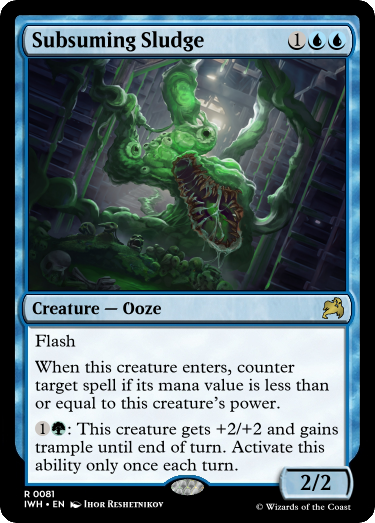 Subsuming Sludge 1
Creature — Ooze
Flash
When this creature enters, counter
target spell if its mana value is less than
or equal to this creature's power.
1 : This creature gets +2/+2 and gains
trample until end of turn. Activate this
ability only once each turn.
2/2
R 0081
IWH • EN Ihor Reshetnikov
© Wizards of the Coast